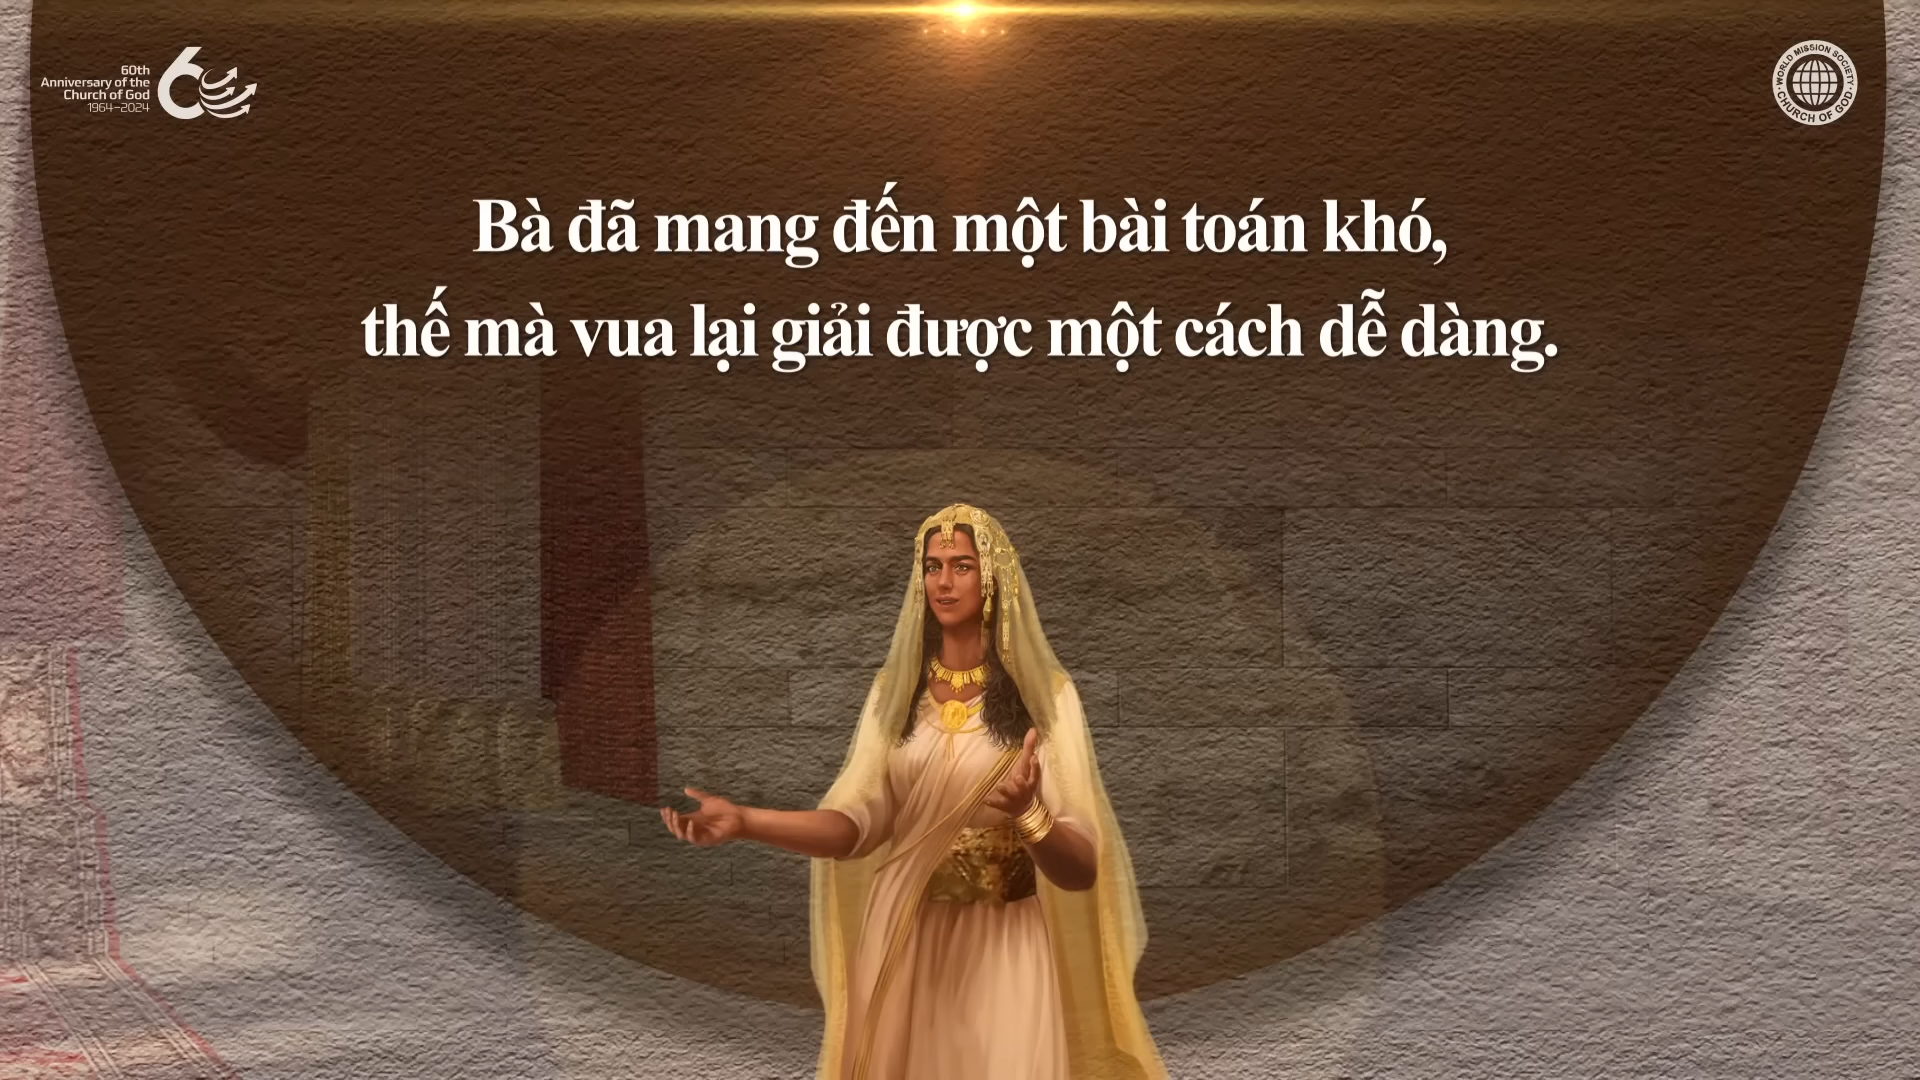 60th
Anniversary of the
Church of God
1964–2024
60
WORLD MISSION SOCIETY
CHURCH OF GOD
Bà đã mang đến một bài toán khó,
thế mà vua lại giải được một cách dễ dàng.